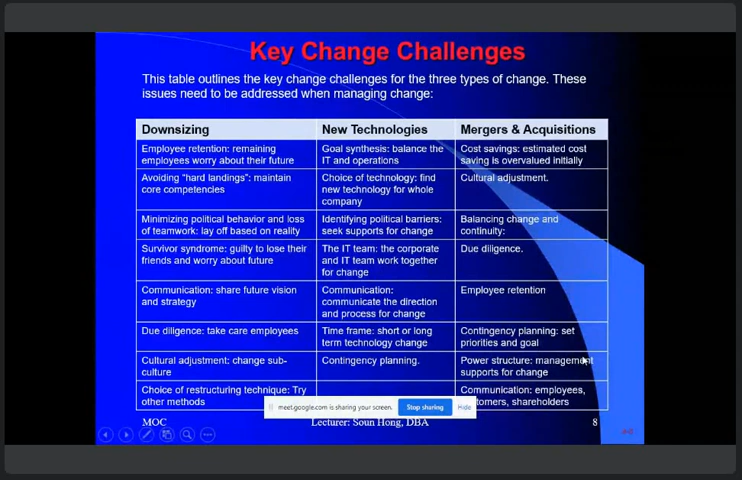 Key Change Challenges
This table outlines the key change challenges for the three types of change. These
issues need to be addressed when managing change:
Downsizing
New Technologies
Mergers & Acquisitions
Employee retention: remaining
employees worry about their future
Goal synthesis: balance the
IT and operations
Cost savings: estimated cost
saving is overvalued initially
Avoiding “hard landings”: maintain
core competencies
Choice of technology: find
new technology for whole
company
Cultural adjustment.
Minimizing political behavior and loss
of teamwork: lay off based on reality
Identifying political barriers:
seek supports for change
Balancing change and
continuity:
Survivor syndrome: guilty to lose their
friends and worry about future
The IT team: the corporate
and IT team work together
for change
Due diligence.
Communication: share future vision
and strategy
Communication:
communicate the direction
and process for change
Employee retention
Due diligence: take care employees
Time frame: short or long
term technology change
Contingency planning: set
priorities and goal
Cultural adjustment: change sub-
culture
Contingency planning.
Power structure: management
supports for change
Choice of restructuring technique: Try
other methods
Communication: employees,
tomers, shareholders
meet.google.com is sharing your screen.
Stop sharing
Hide
MOC
Lecturer: Soun Hong, DBA
8